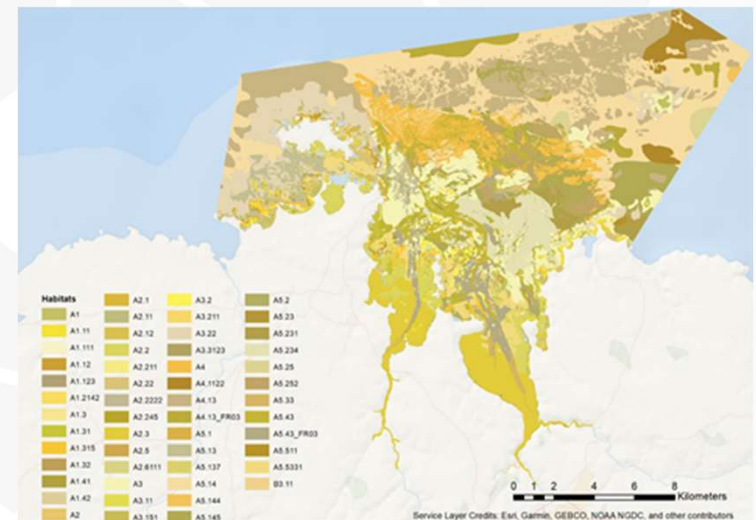 Habitats
A1
A1.11
A1.111
A1.12
A1.123
A1.2142
A1.3
A1.31
A1.315
A1.32
A1.41
A1.42
A2
A2.1
A2.11
A2.12
A2.2
A2.211
A2.22
A2.2222
A2.245
A2.3
A2.5
A2.6111
A3
A3.11
A3.151
A3.2
A3.211
A3.22
A3.3123
A4
A4.1122
A4.13
A4.13_FR03
A5.1
A5.13
A5.137
A5.14
A5.144
A5.145
A5.2
A5.23
A5.231
A5.234
A5.25
A5.252
A5.33
A5.43
A5.43_FR03
A5.511
A5.5331
B3.11
0 1 2 4 6 8
Kilometers
Service Layer Credits: Esri, Garmin, GEBCO, NOAA NGDC, and other contributors